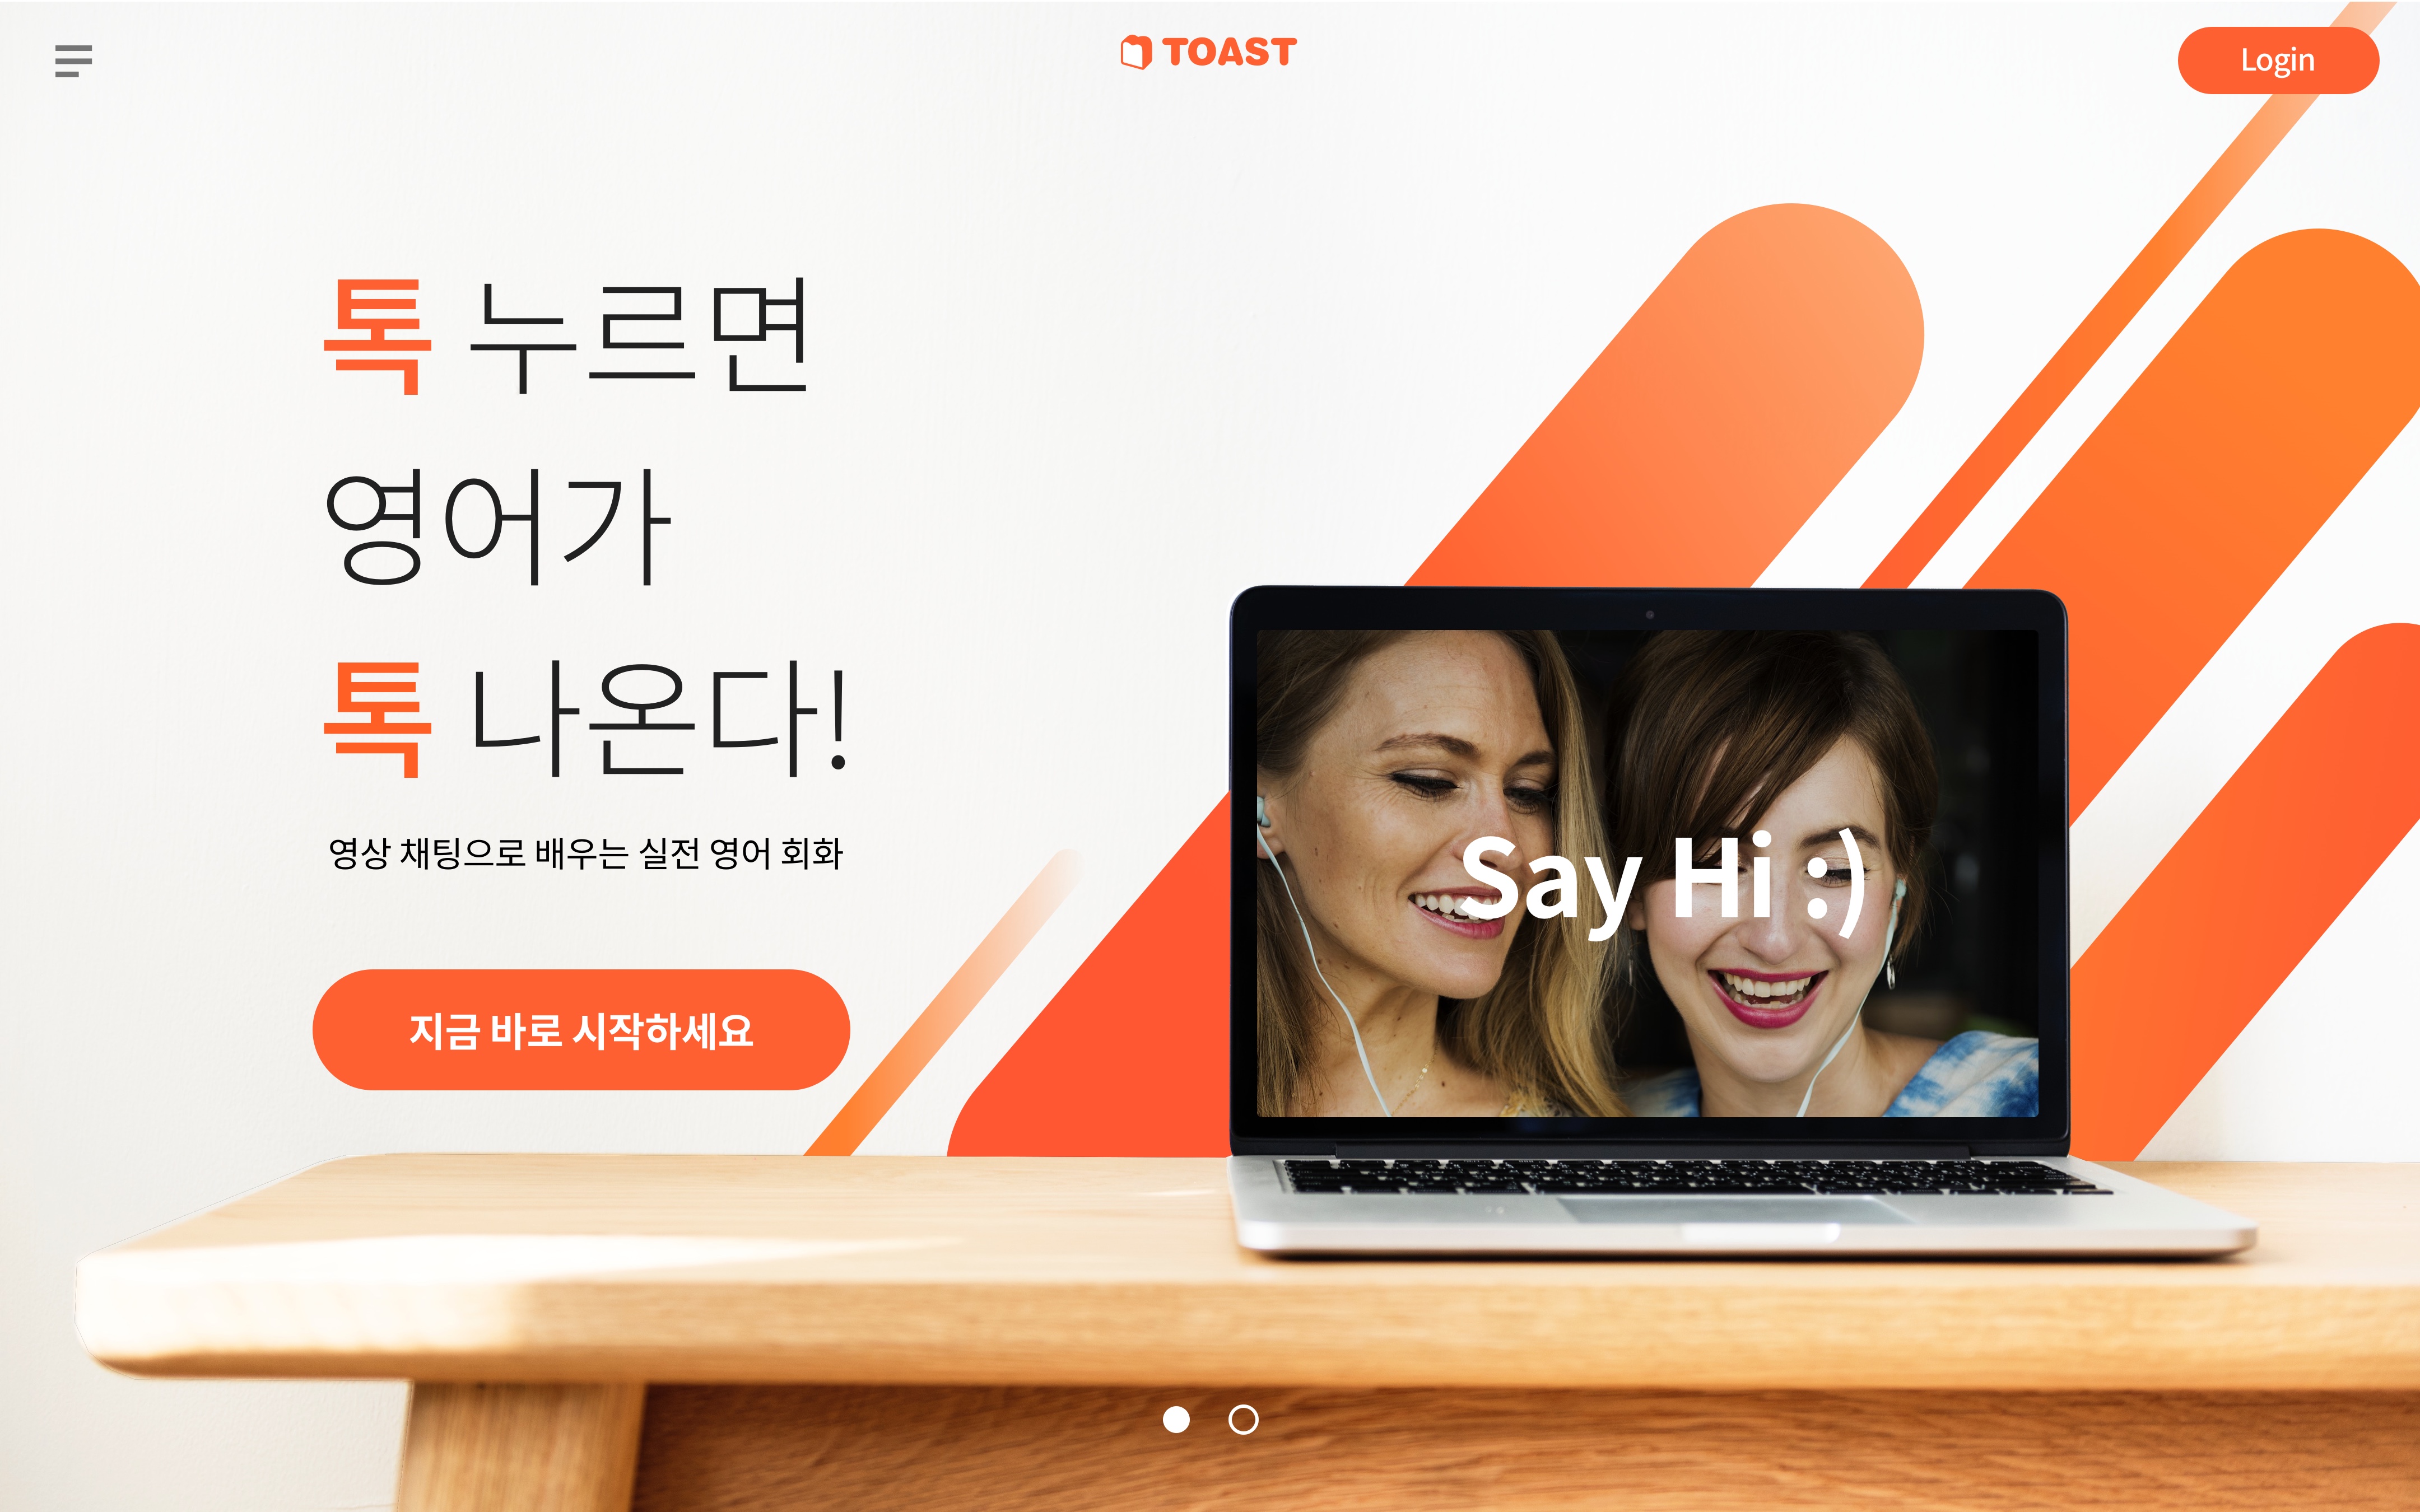 TOAST
Login
톡 누르면
영어가
톡 나온다!
영상 채팅으로 배우는 실전 영어 회화
지금 바로 시작하세요
Say Hi :)